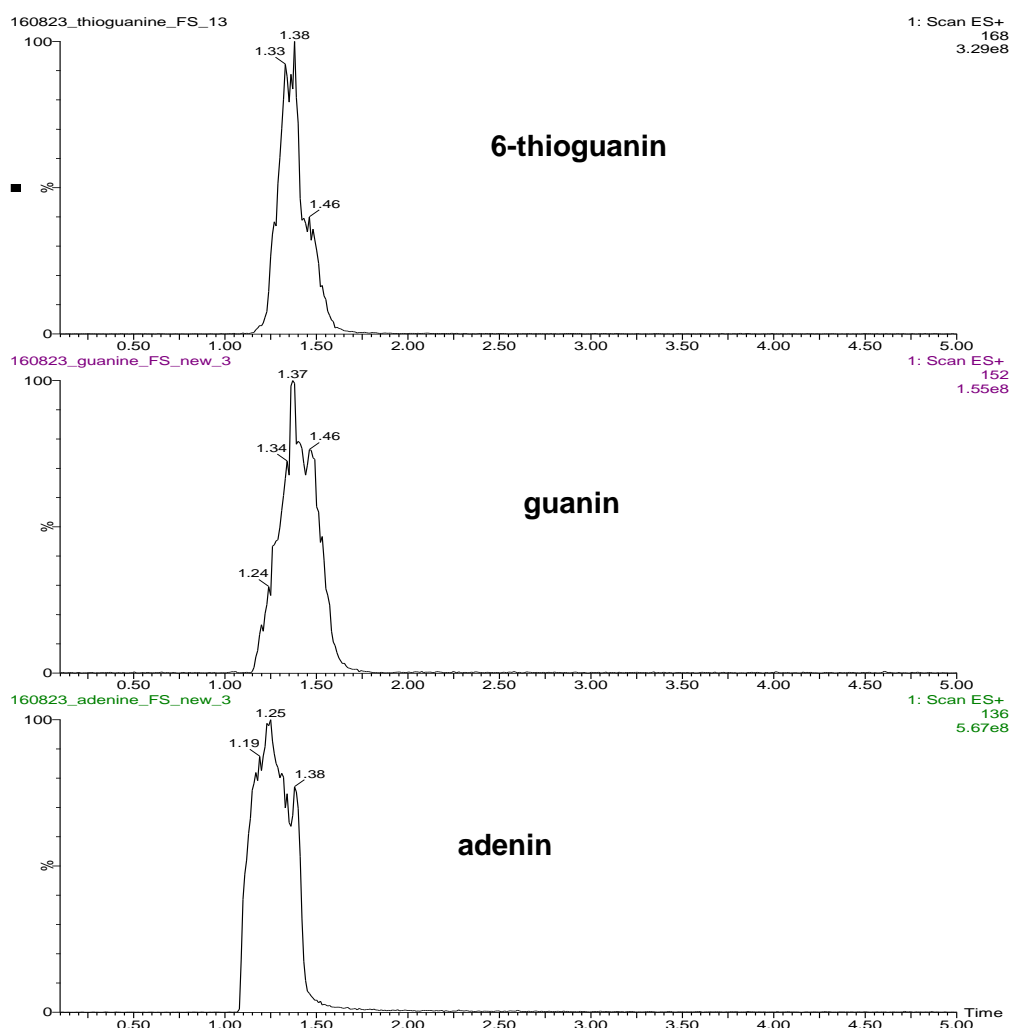 160823_thioguanine_FS_13
1: Scan ES+
168
3.29e8
100
1.38
1.33
6-thioguanin
%
1.46
0
0.50 1.00 1.50 2.00 2.50 3.00 3.50 4.00 4.50 5.00
160823_guanine_FS_new_3
1: Scan ES+
152
1.55e8
100
1.37
1.34
1.46
guanin
%
1.24
0
0.50 1.00 1.50 2.00 2.50 3.00 3.50 4.00 4.50 5.00
160823_adenine_FS_new_3
1: Scan ES+
136
5.67e8
100
1.25
1.19
1.38
adenin
%
0
Time
0.50 1.00 1.50 2.00 2.50 3.00 3.50 4.00 4.50 5.00